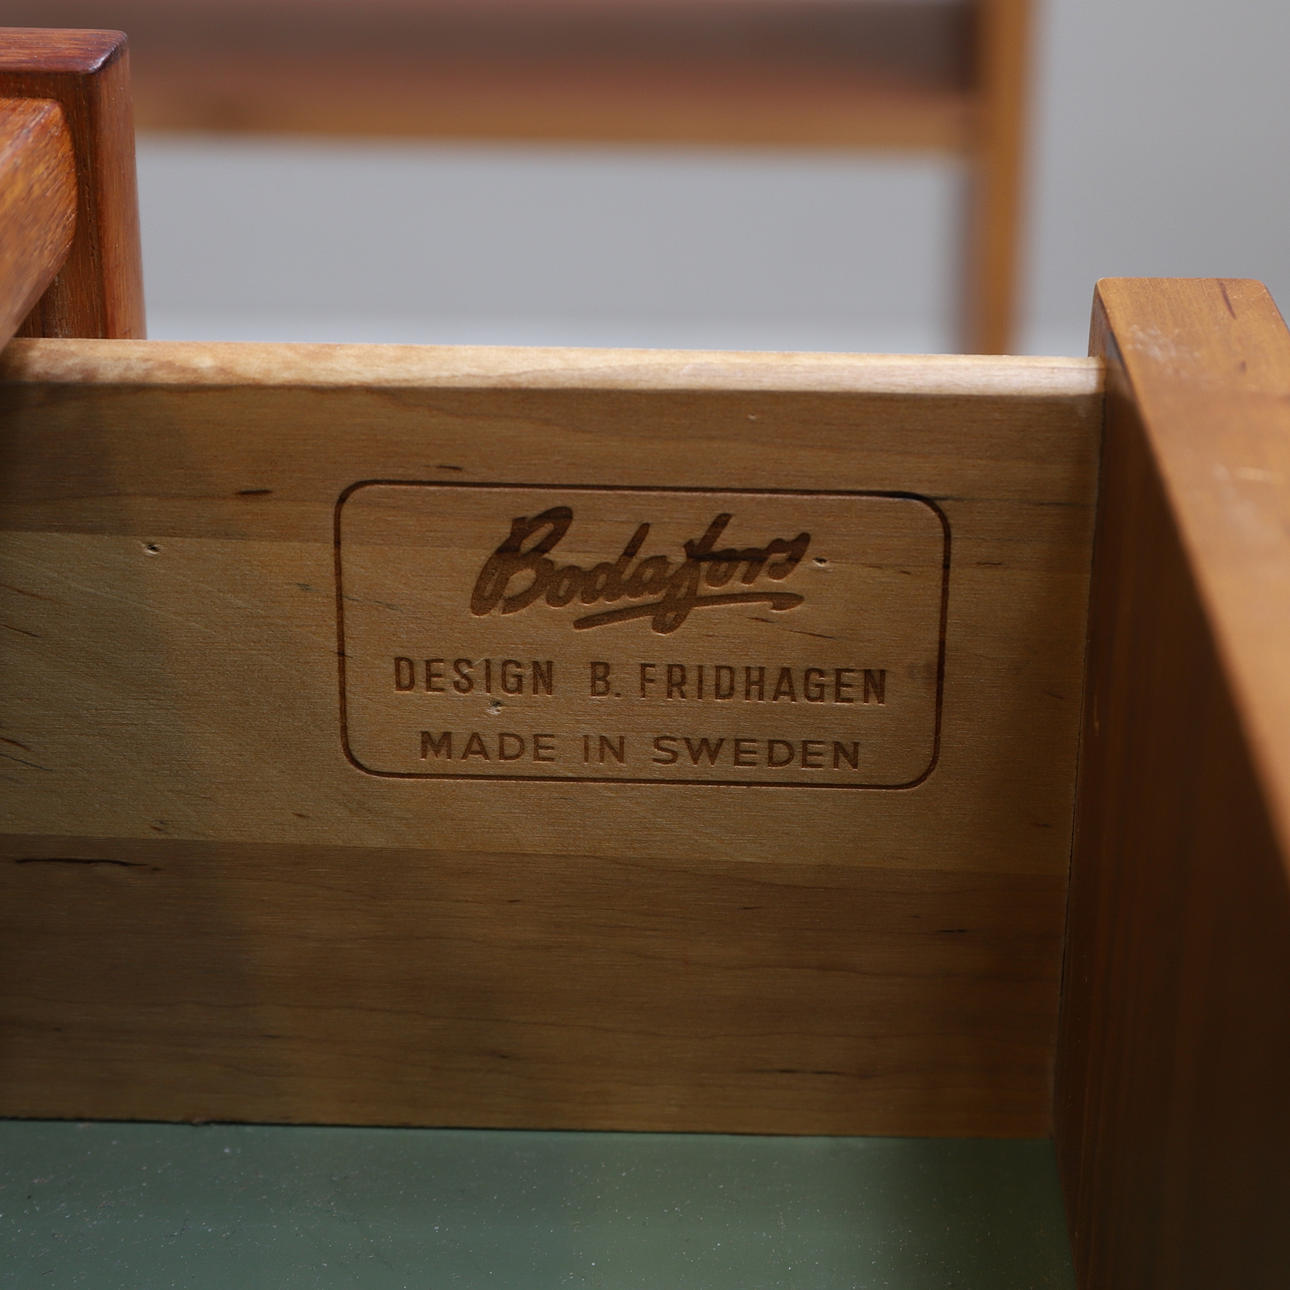 Bodafors
DESIGN B. FRIDHAGEN
MADE IN SWEDEN